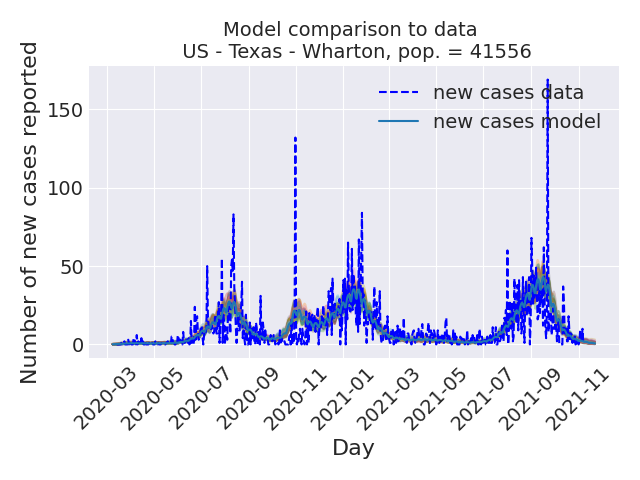 Model comparison to data
US - Texas - Wharton, pop. = 41556
Number of new cases reported
150
100
50
0
new cases data
new cases model
2020-03
2020-05
2020-07
2020-09
2020-11
2021-01
2021-03
2021-05
2021-07
2021-09
2021-11
Day